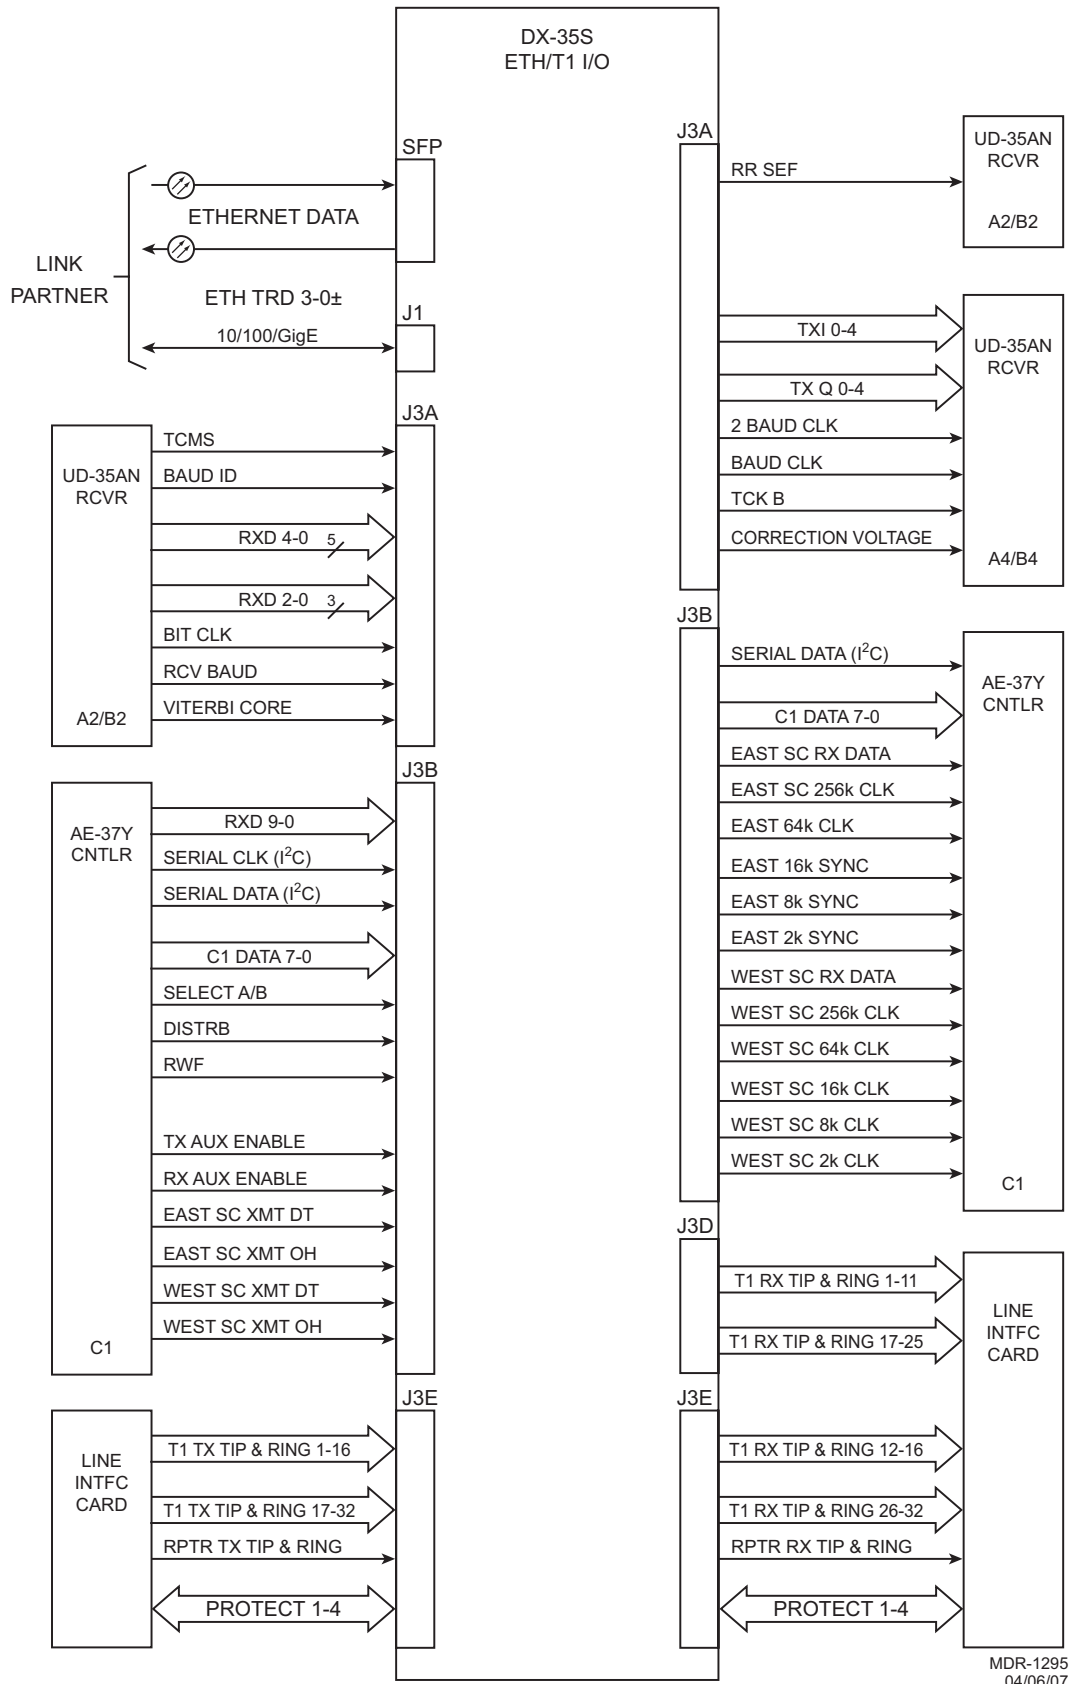 DX-35S
ETH/T1 I/O
SFP
ETHERNET DATA
LINK
PARTNER
ETH TRD 3-0±
J1
10/100/GigE
J3A
UD-35AN
RCVR
TCMS
BAUD ID
RXD 4-0 5
RXD 2-0 3
BIT CLK
RCV BAUD
VITERBI CORE
A2/B2
J3B
AE-37Y
CNTLR
RXD 9-0
SERIAL CLK (I²C)
SERIAL DATA (I²C)
C1 DATA 7-0
SELECT A/B
DISTRB
RWF
TX AUX ENABLE
RX AUX ENABLE
EAST SC XMT DT
EAST SC XMT OH
WEST SC XMT DT
WEST SC XMT OH
C1
J3E
LINE
INTFC
CARD
T1 TX TIP & RING 1-16
T1 TX TIP & RING 17-32
RPTR TX TIP & RING
PROTECT 1-4
J3A
RR SEF
UD-35AN
RCVR
A2/B2
TXI 0-4
TX Q 0-4
2 BAUD CLK
BAUD CLK
TCK B
CORRECTION VOLTAGE
UD-35AN
RCVR
A4/B4
J3B
SERIAL DATA (I²C)
C1 DATA 7-0
EAST SC RX DATA
EAST SC 256k CLK
EAST 64k CLK
EAST 16k SYNC
EAST 8k SYNC
EAST 2k SYNC
WEST SC RX DATA
WEST SC 256k CLK
WEST SC 64k CLK
WEST SC 16k CLK
WEST SC 8k CLK
WEST SC 2k CLK
AE-37Y
CNTLR
C1
J3D
T1 RX TIP & RING 1-11
T1 RX TIP & RING 17-25
LINE
INTFC
CARD
J3E
T1 RX TIP & RING 12-16
T1 RX TIP & RING 26-32
RPTR RX TIP & RING
PROTECT 1-4
MDR-1295
04/06/07